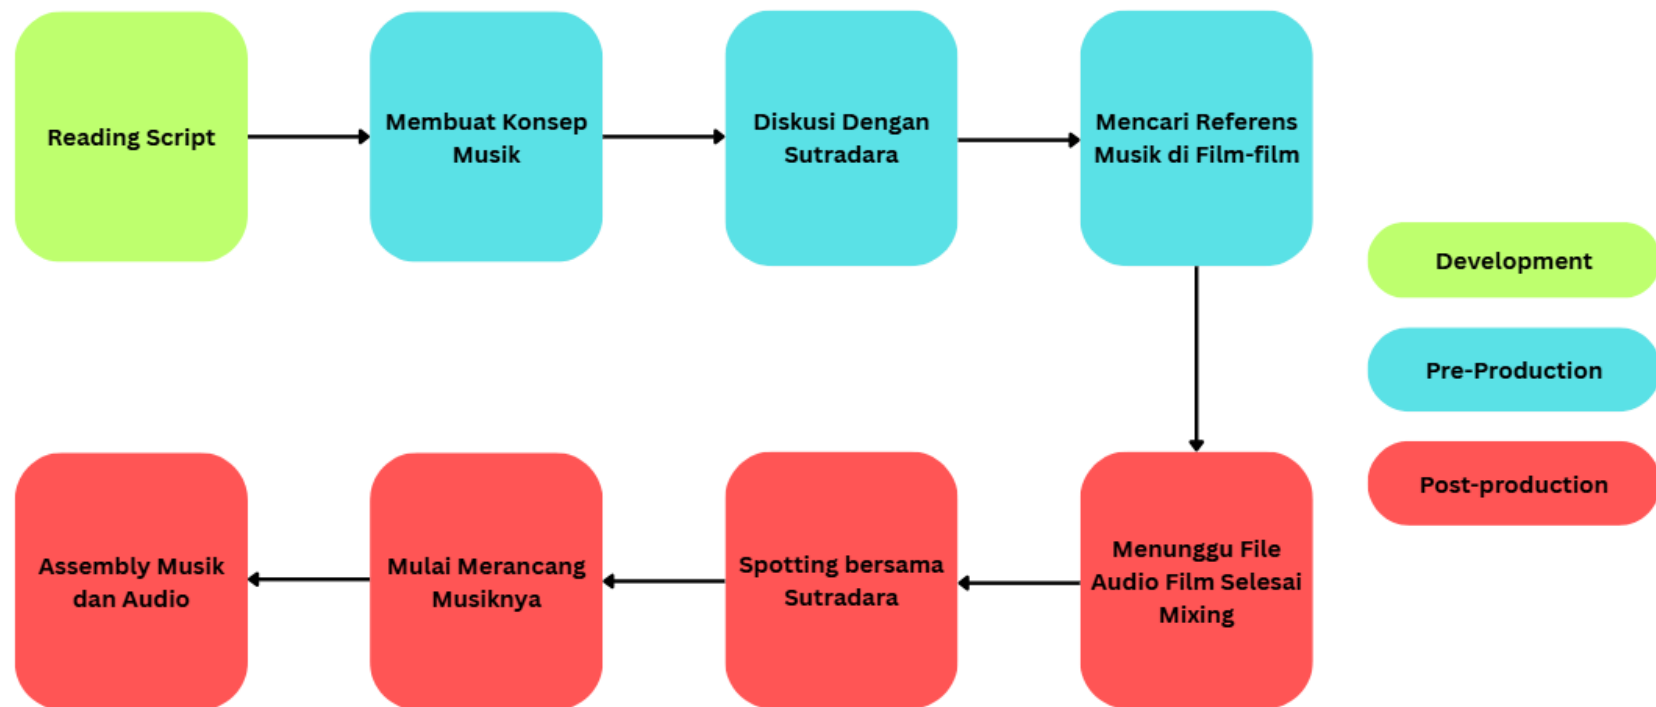 Reading Script
Membuat Konsep
Musik
Diskusi Dengan
Sutradara
Mencari Referens
Musik di Film-film
Development
Pre-Production
Post-production
Menunggu File
Audio Film Selesai
Mixing
Spotting bersama
Sutradara
Mulai Merancang
Musiknya
Assembly Musik
dan Audio